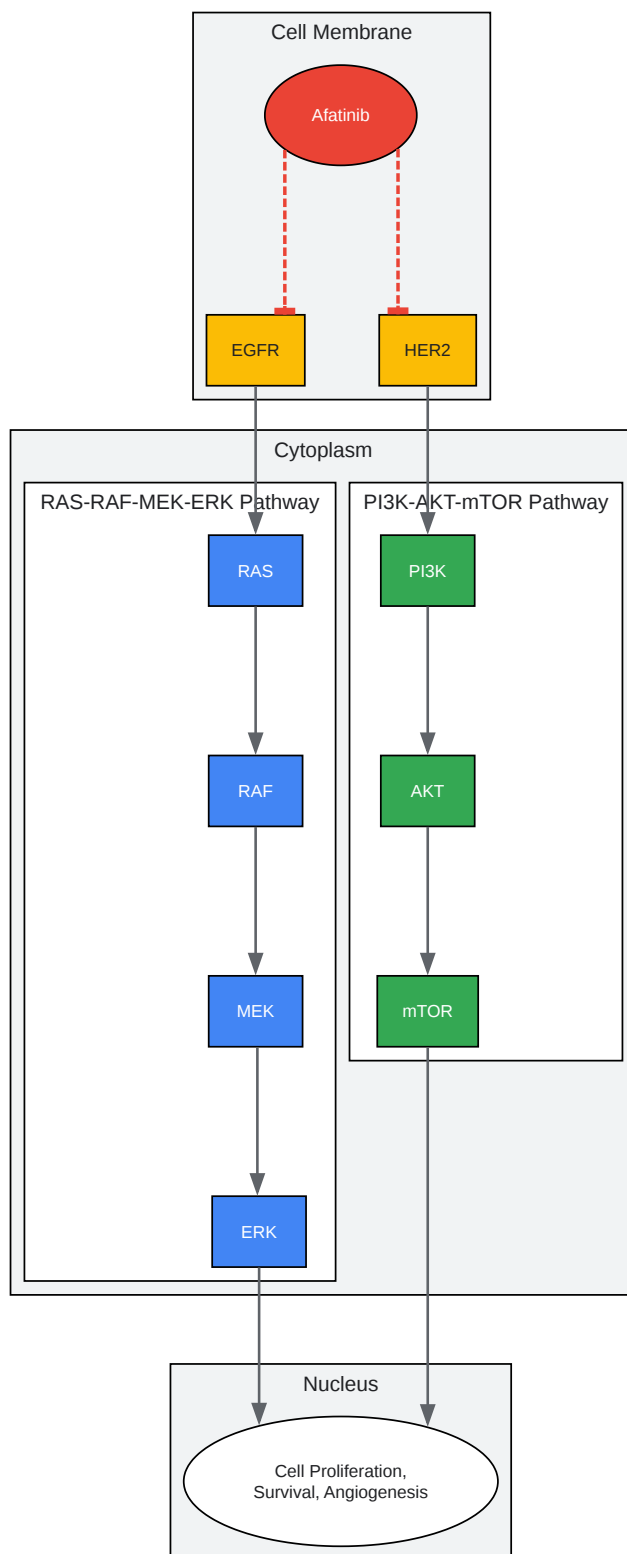 Cell Membrane
Afatinib
EGFR
HER2
Cytoplasm
RAS-RAF-MEK-ERK Pathway
PI3K-AKT-mTOR Pathway
RAS
PI3K
RAF
AKT
MEK
mTOR
ERK
Nucleus
Cell Proliferation,
Survival, Angiogenesis